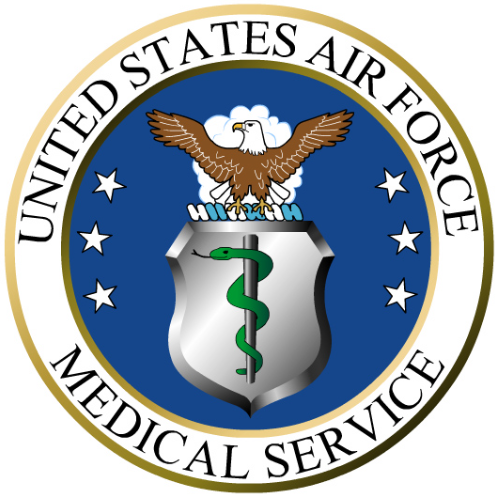 UNITED STATES AIR FORCE
MEDICAL SERVICE